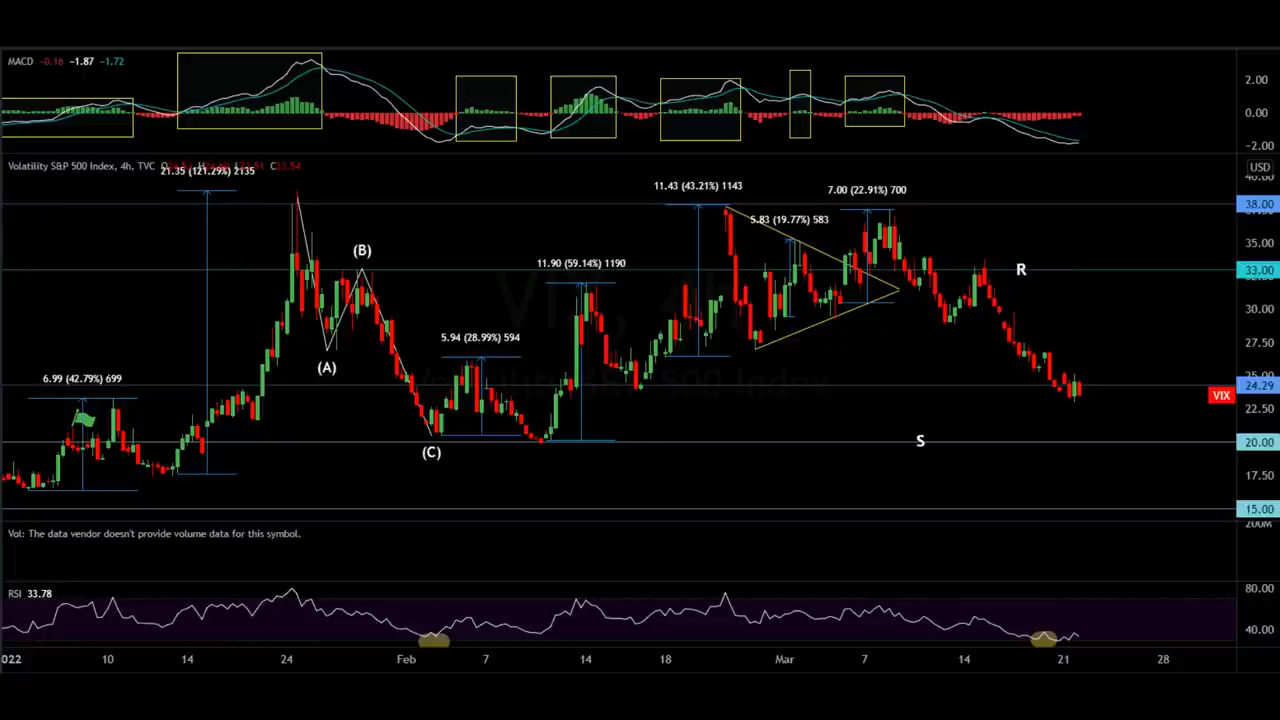 MACD -0.16 -1.87 -1.72
2.00
0.00
-2.00
Volatility S&P 500 Index, 4h, TVC
USD
21.35 (121.29%) 2135
11.43 (43.21%) 1143
7.00 (22.91%) 700
38.00
5.83 (19.77%) 583
35.00
(B)
11.90 (59.14%) 1190
R
33.00
30.00
5.94 (28.99%) 594
27.50
(A)
6.99 (42.79%) 699
Volatility S&P 500 Index
25.00
24.29
VIX
22.50
(C)
S
20.00
17.50
15.00
200M
Vol: The data vendor doesn't provide volume data for this symbol.
RSI 33.78
80.00
40.00
022 10 14 24 Feb 7 14 18 Mar 7 14 21 28